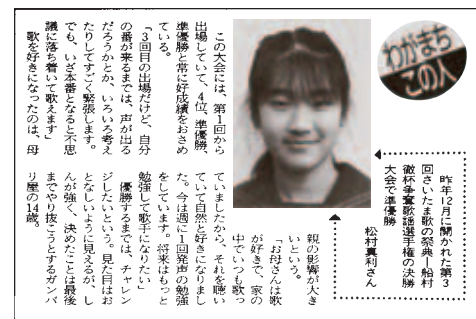 わがまち
この人
昨年12月に開かれた第3
回さいたま歌の祭典―船村
徹杯争奪歌謡選手権の決勝
大会で準優勝
松村真利さん
この大会には、第1回から
出場していて、4位、準優勝、
準優勝と常に好成績をおさめ
ている。
「3回目の出場だけど、自分
の番が来るまでは、声が出る
だろうかとか、いろいろ考え
たりしてすごく緊張します。
でも、いざ本番となると不思
議に落ち着いて歌えます」
歌を好きになったのは、母
親の影響が大き
いという。
「お母さんは歌
が好きで、家の
中でいつも歌っ
ていましたから、それを聴い
ていて自然と好きになりまし
た。今は週に1回発声の勉強
をしています。将来はもっと
勉強して歌手になりたい」
優勝するまでは、チャレン
ジしたいという。見た目はお
となしいように見えるが、し
んが強く、決めたことは最後
までやり抜こうとするガンバ
リ屋の14歳。